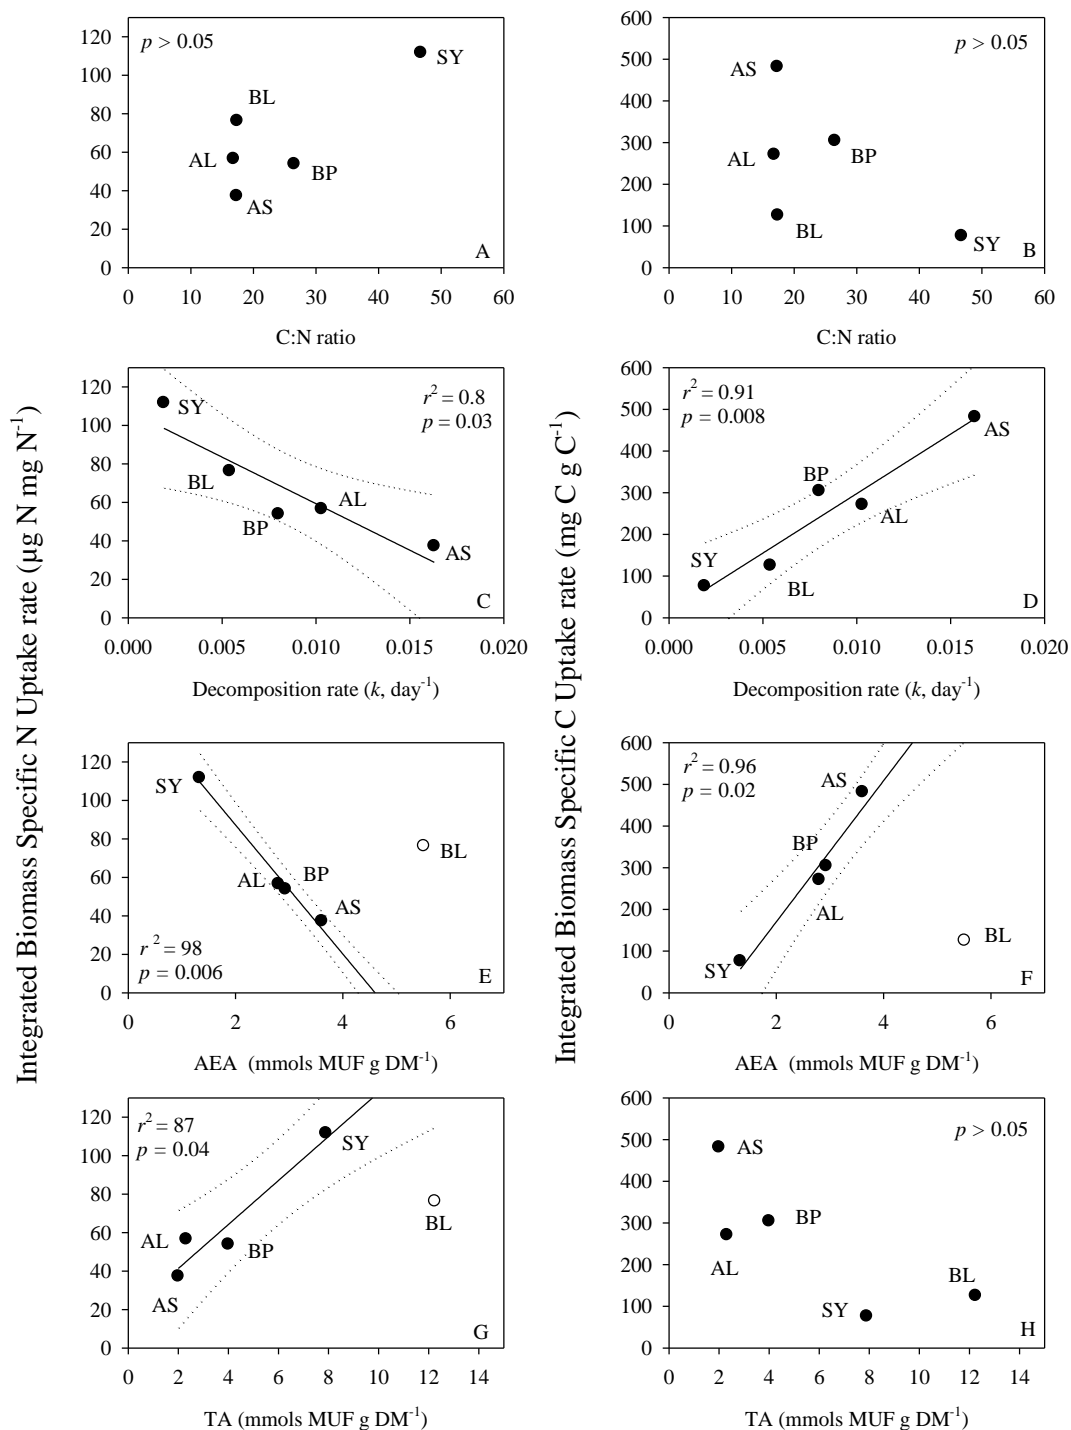 Integrated Biomass Specific N Uptake rate (µg N mg N⁻¹)
Integrated Biomass Specific C Uptake rate (mg C g C⁻¹)
120
100
80
60
40
20
0
p > 0.05
SY
BL
AL
BP
AS
A
0 10 20 30 40 50 60
C:N ratio
600
500
400
300
200
100
0
p > 0.05
AS
AL
BP
BL
SY
B
0 10 20 30 40 50 60
C:N ratio
120
100
80
60
40
20
0
r² = 0.8
p = 0.03
SY
BL
AL
BP
AS
C
0.000 0.005 0.010 0.015 0.020
Decomposition rate (k, day⁻¹)
600
500
400
300
200
100
0
r² = 0.91
p = 0.008
AS
BP
AL
SY
BL
D
0.000 0.005 0.010 0.015 0.020
Decomposition rate (k, day⁻¹)
120
100
80
60
40
20
0
SY
BL
BP
AL
AS
r² = 98
p = 0.006
E
0 2 4 6
AEA (mmols MUF g DM⁻¹)
600
500
400
300
200
100
0
r² = 0.96
p = 0.02
AS
BP
AL
BL
SY
F
0 2 4 6
AEA (mmols MUF g DM⁻¹)
120
100
80
60
40
20
0
r² = 87
p = 0.04
SY
BL
AL
BP
AS
G
0 2 4 6 8 10 12 14
TA (mmols MUF g DM⁻¹)
600
500
400
300
200
100
0
p > 0.05
AS
BP
AL
BL
SY
H
0 2 4 6 8 10 12 14
TA (mmols MUF g DM⁻¹)